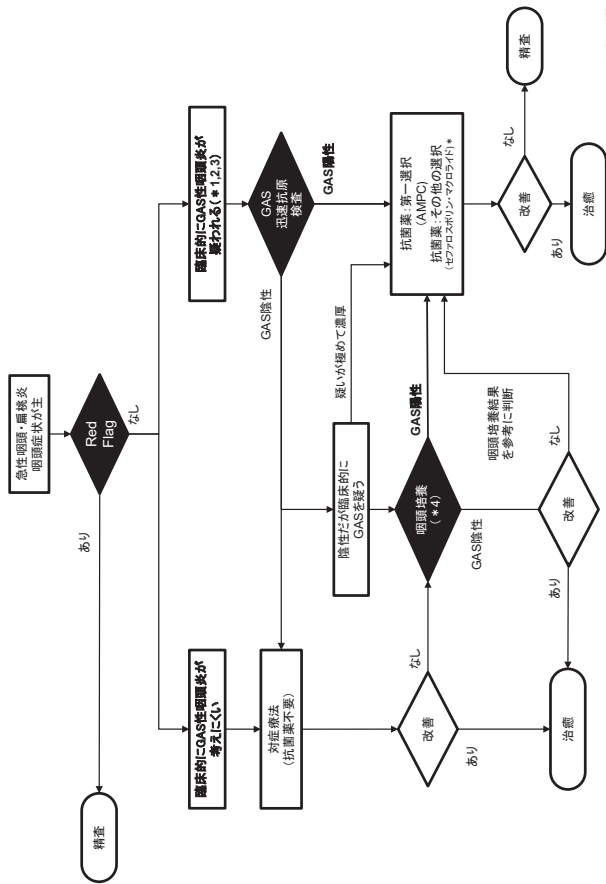 急性咽頭・扁桃炎
咽頭症状が主
Red
Flag
あり
なし
精査
臨床的にGAS性咽頭炎が
考えにくい
臨床的にGAS性咽頭炎が
疑われる(*1,2,3)
対症療法
(抗菌薬不要)
GAS
迅速抗原
検査
GAS陰性
GAS陽性
陰性だが臨床的に
GASを疑う
疑いが極めて濃厚
改善
なし
あり
咽頭培養
(*4)
GAS陽性
GAS陰性
抗菌薬:第一選択
(AMPC)
抗菌薬:その他の選択
(セファロスポリン・マクロライド)*
咽頭培養結果
を参考に判断
改善
なし
あり
治癒
改善
なし
あり
精査
治癒